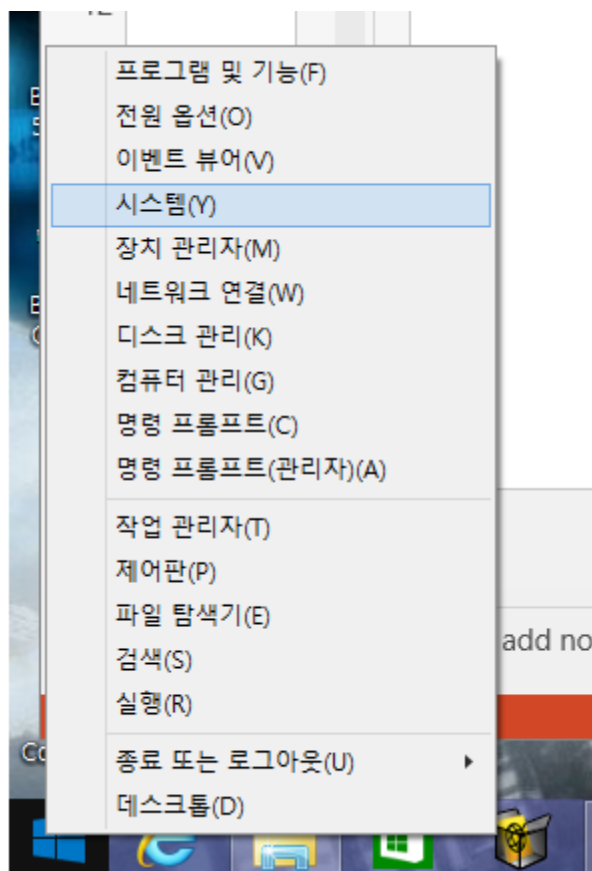 프로그램 및 기능(F)
전원 옵션(O)
이벤트 뷰어(V)
시스템(Y)
장치 관리자(M)
네트워크 연결(W)
디스크 관리(K)
컴퓨터 관리(G)
명령 프롬프트(C)
명령 프롬프트(관리자)(A)
작업 관리자(T)
제어판(P)
파일 탐색기(E)
add no
검색(S)
실행(R)
종료 또는 로그아웃(U)
데스크톱(D)